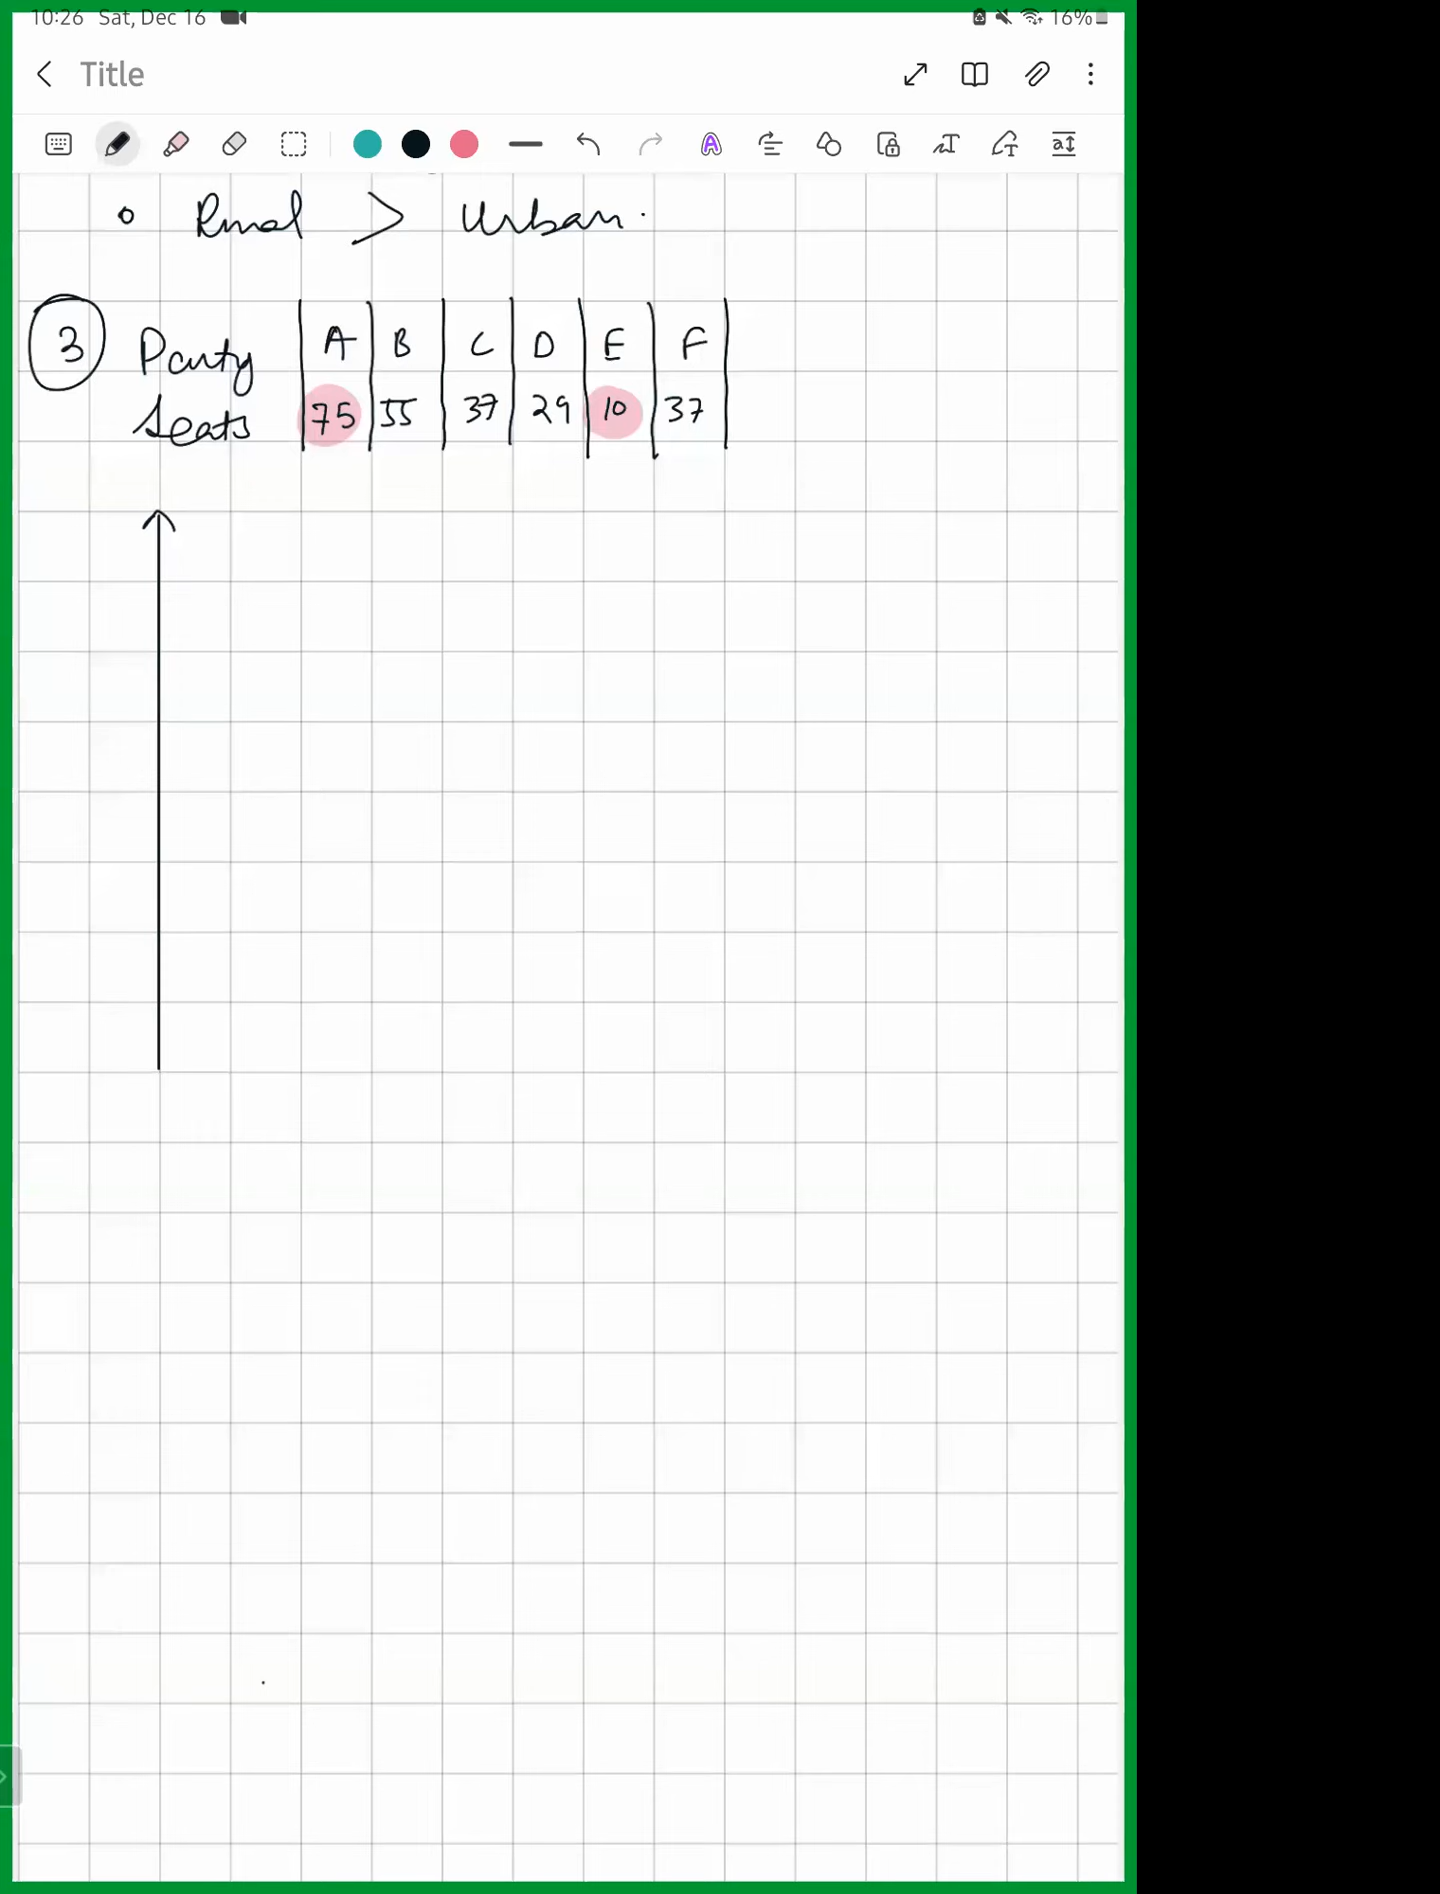 10:26 Sat, Dec 16 16%
Title
A T T a
Rural > Urban.
3 Party A B C D E F
Seats 75 55 37 29 10 37